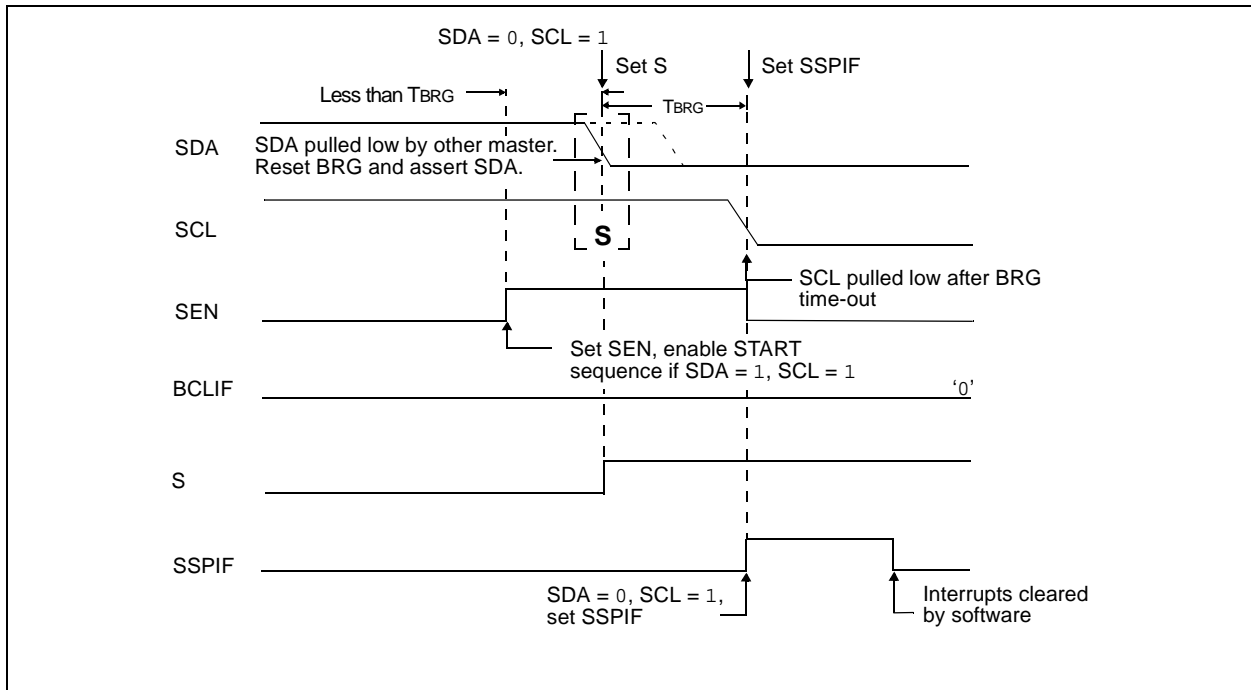 SDA = 0, SCL = 1
Set S
Set SSPIF
Less than TBRG
TBRG
SDA
SDA pulled low by other master.
Reset BRG and assert SDA.
SCL
S
SCL pulled low after BRG
time-out
SEN
Set SEN, enable START
sequence if SDA = 1, SCL = 1
BCLIF
‘0’
S
SSPIF
SDA = 0, SCL = 1,
set SSPIF
Interrupts cleared
by software